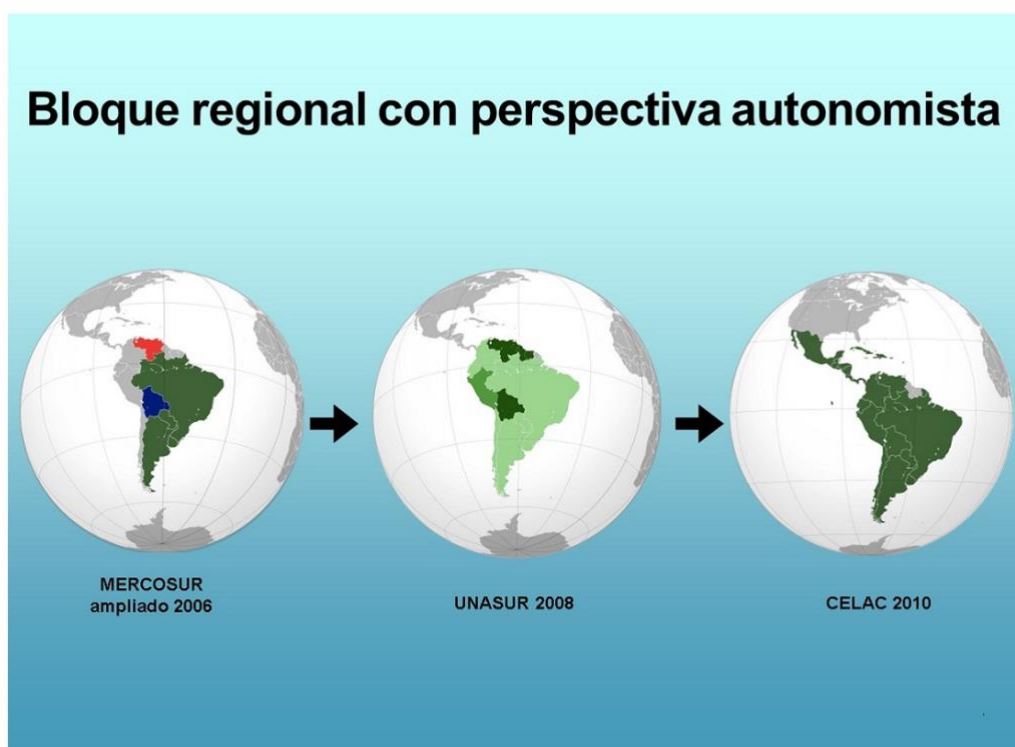 Bloque regional con perspectiva autonomista
MERCOSUR
ampliado 2006
UNASUR 2008
CELAC 2010